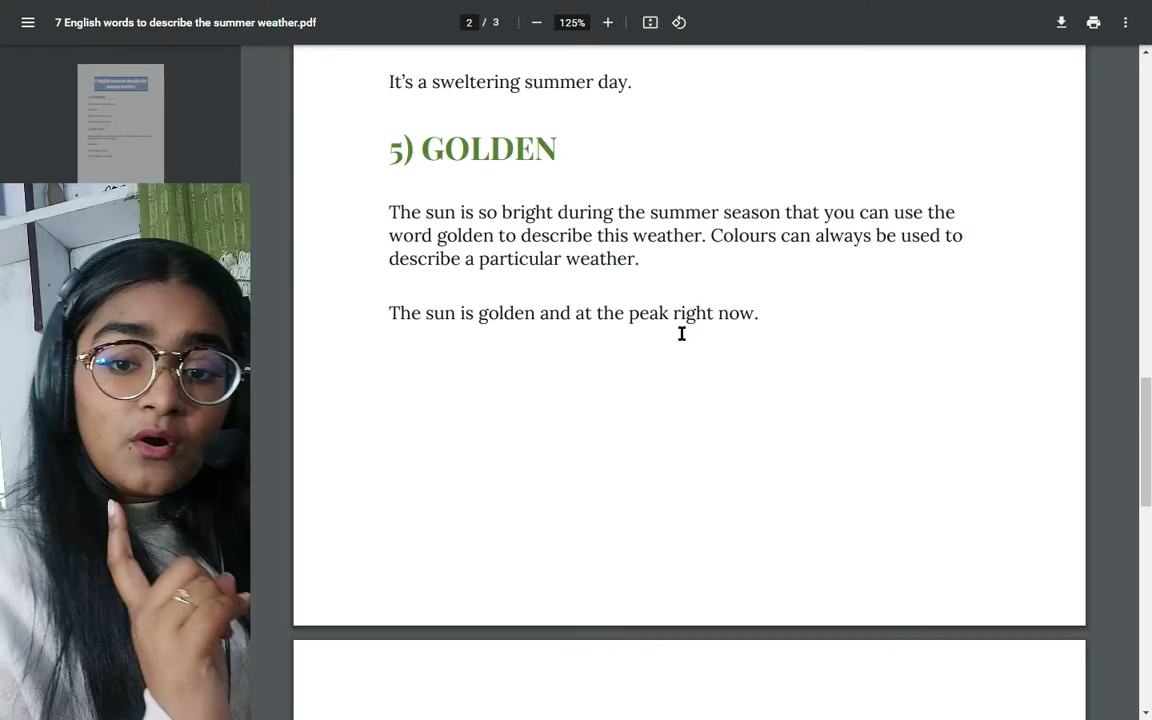 7 English words to describe the summer weather.pdf
2 / 3
125%
It's a sweltering summer day.
5) GOLDEN
The sun is so bright during the summer season that you can use the
word golden to describe this weather. Colours can always be used to
describe a particular weather.
The sun is golden and at the peak right now.